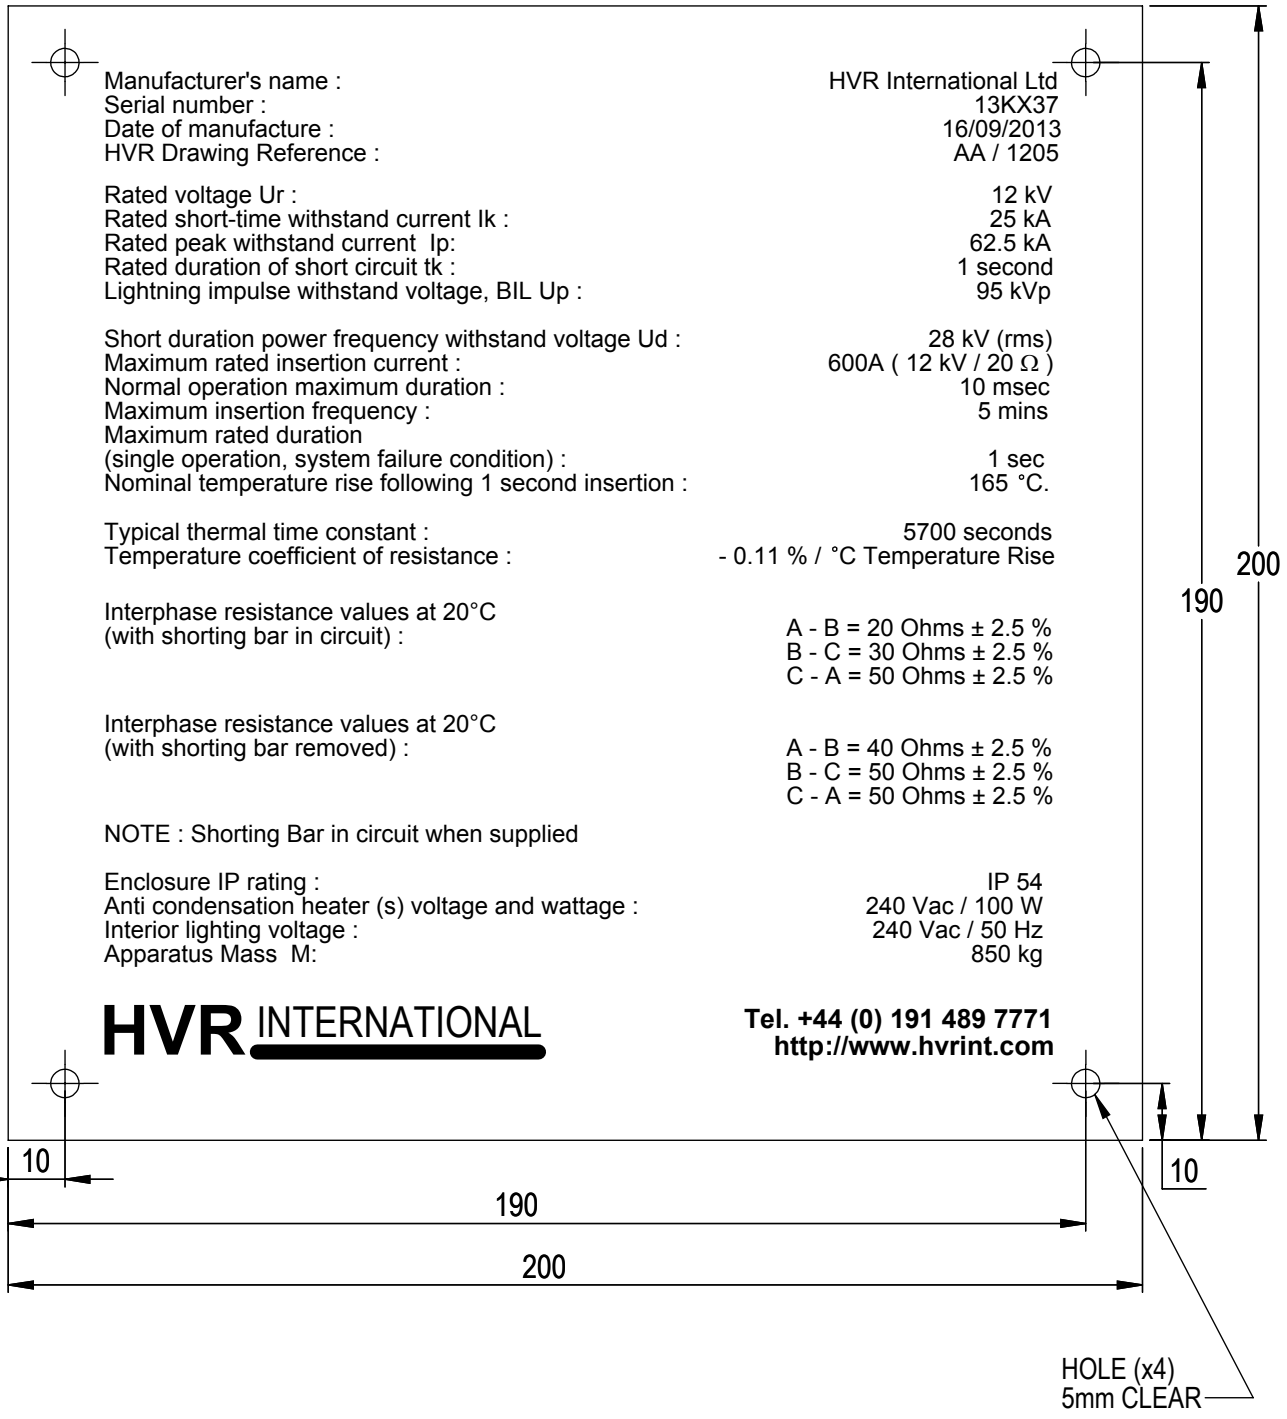 Manufacturer's name : HVR International Ltd
Serial number : 13KX37
Date of manufacture : 16/09/2013
HVR Drawing Reference : AA / 1205
Rated voltage Ur : 12 kV
Rated short-time withstand current Ik : 25 kA
Rated peak withstand current Ip: 62.5 kA
Rated duration of short circuit tk : 1 second
Lightning impulse withstand voltage, BIL Up : 95 kVp
Short duration power frequency withstand voltage Ud : 28 kV (rms)
Maximum rated insertion current : 600A ( 12 kV / 20 Ω )
Normal operation maximum duration : 10 msec
Maximum insertion frequency : 5 mins
Maximum rated duration
(single operation, system failure condition) : 1 sec
Nominal temperature rise following 1 second insertion : 165 °C.
Typical thermal time constant : 5700 seconds
Temperature coefficient of resistance : - 0.11 % / °C Temperature Rise
200
190
Interphase resistance values at 20°C
(with shorting bar in circuit) : A - B = 20 Ohms ± 2.5 %
B - C = 30 Ohms ± 2.5 %
C - A = 50 Ohms ± 2.5 %
Interphase resistance values at 20°C
(with shorting bar removed) : A - B = 40 Ohms ± 2.5 %
B - C = 50 Ohms ± 2.5 %
C - A = 50 Ohms ± 2.5 %
NOTE : Shorting Bar in circuit when supplied
Enclosure IP rating : IP 54
Anti condensation heater (s) voltage and wattage : 240 Vac / 100 W
Interior lighting voltage : 240 Vac / 50 Hz
Apparatus Mass M: 850 kg
HVR INTERNATIONAL
Tel. +44 (0) 191 489 7771
http://www.hvrint.com
10
10
190
200
HOLE (x4)
5mm CLEAR